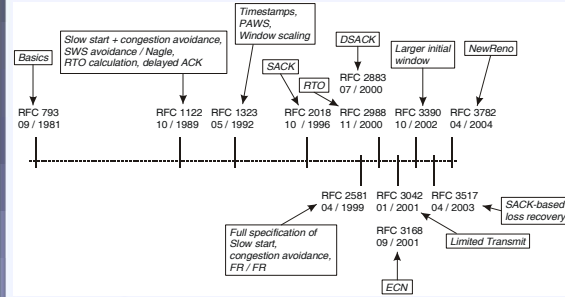 Basics
Slow start + congestion avoidance,
SWS avoidance / Nagle,
RTO calculation, delayed ACK
Timestamps,
PAWS,
Window scaling
SACK
RTO
DSACK
Larger initial
window
NewReno
RFC 2883
07 / 2000
RFC 793
09 / 1981
RFC 1122
10 / 1989
RFC 1323
05 / 1992
RFC 2018
10 / 1996
RFC 2988
11 / 2000
RFC 3390
10 / 2002
RFC 3782
04 / 2004
RFC 2581
04 / 1999
RFC 3042
01 / 2001
RFC 3517
04 / 2003
RFC 3168
09 / 2001
Full specification of
Slow start,
congestion avoidance,
FR / FR
ECN
Limited Transmit
SACK-based
loss recovery